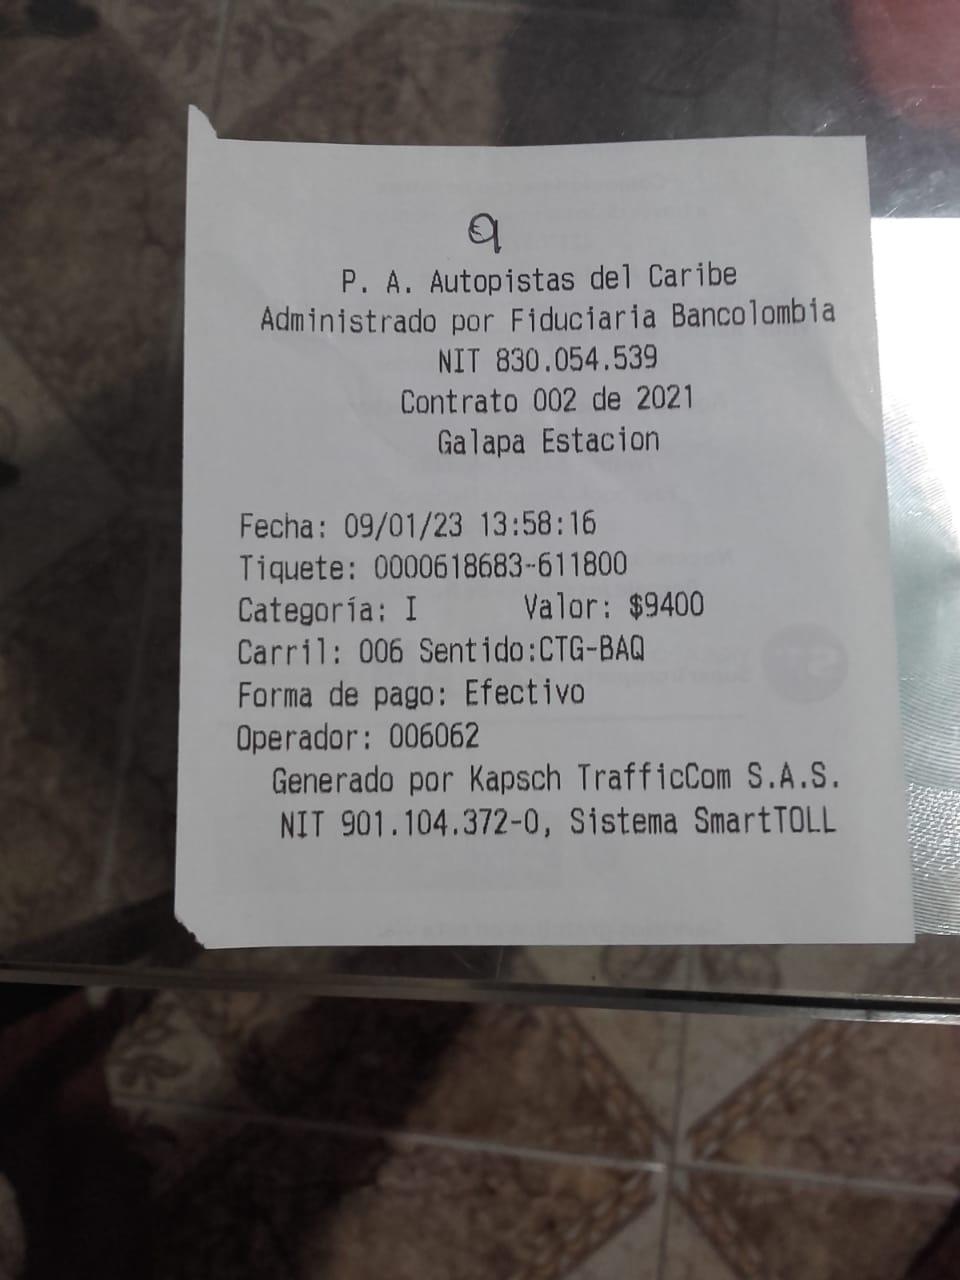 q
P. A. Autopistas del Caribe
Administrado por Fiduciaria Bancolombia
NIT 830.054.539
Contrato 002 de 2021
Galapa Estacion
Fecha: 09/01/23 13:58:16
Tiquete: 0000618683-611800
Categoría: I Valor: $9400
Carril: 006 Sentido:CTG-BAQ
Forma de pago: Efectivo
Operador: 006062
Generado por Kapsch TrafficCom S.A.S.
NIT 901.104.372-0, Sistema SmartTOLL